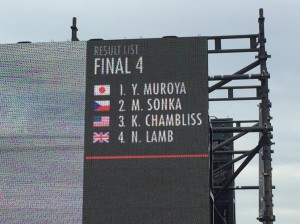 RESULT LIST
FINAL 4
1. Y. MUROYA
2. M. SONKA
3. K. CHAMBLISS
4. N. LAMB